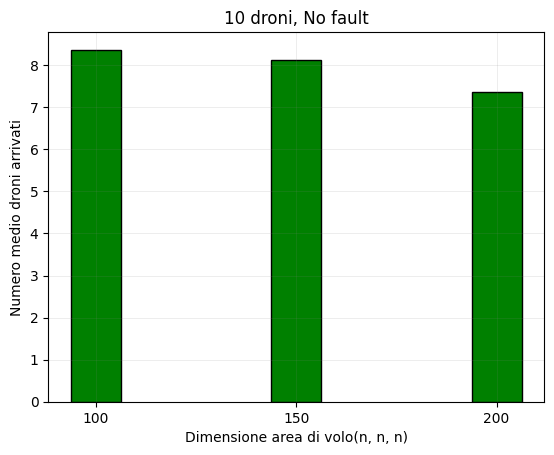 10 droni, No fault
Numero medio droni arrivati
8
7
6
5
4
3
2
1
0
100 150 200
Dimensione area di volo(n, n, n)